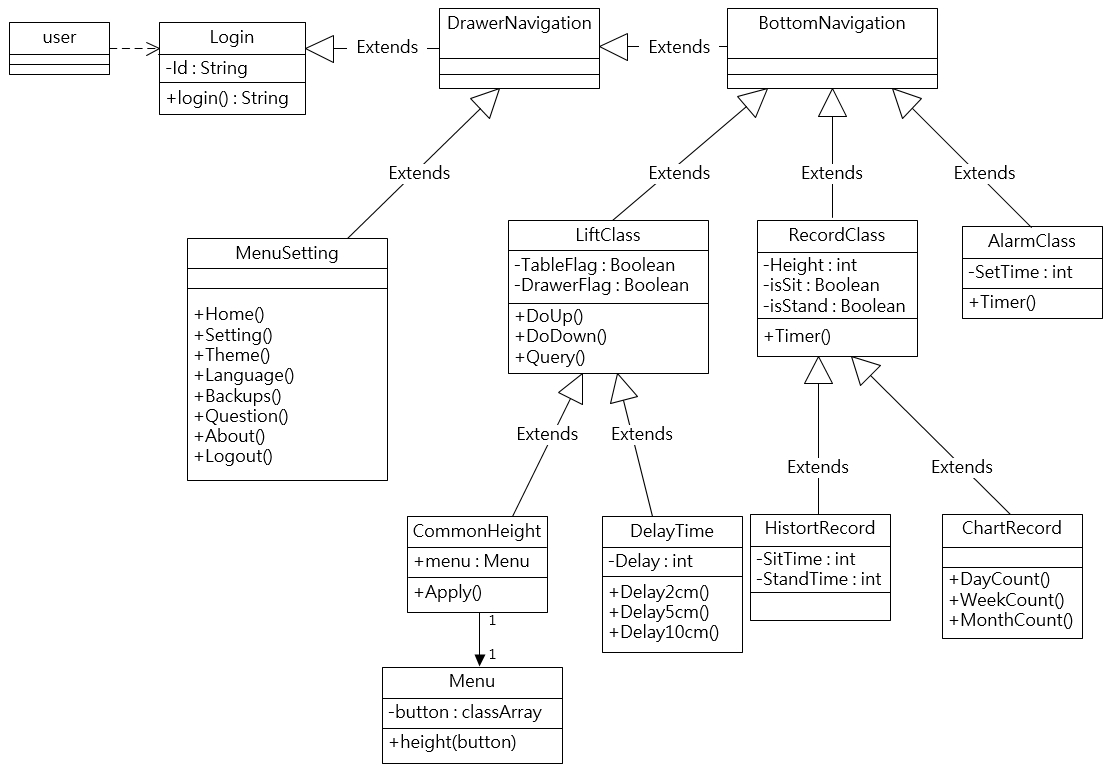 user
Login
-Id : String
+login() : String
Extends
DrawerNavigation
Extends
BottomNavigation
Extends
Extends
Extends
Extends
MenuSetting
+Home()
+Setting()
+Theme()
+Language()
+Backups()
+Question()
+About()
+Logout()
LiftClass
-TableFlag : Boolean
-DrawerFlag : Boolean
+DoUp()
+DoDown()
+Query()
RecordClass
-Height : int
-isSit : Boolean
-isStand : Boolean
+Timer()
AlarmClass
-SetTime : int
+Timer()
Extends
Extends
Extends
Extends
CommonHeight
+menu : Menu
+Apply()
DelayTime
-Delay : int
+Delay2cm()
+Delay5cm()
+Delay10cm()
HistortRecord
-SitTime : int
-StandTime : int
ChartRecord
+DayCount()
+WeekCount()
+MonthCount()
1
1
Menu
-button : classArray
+height(button)